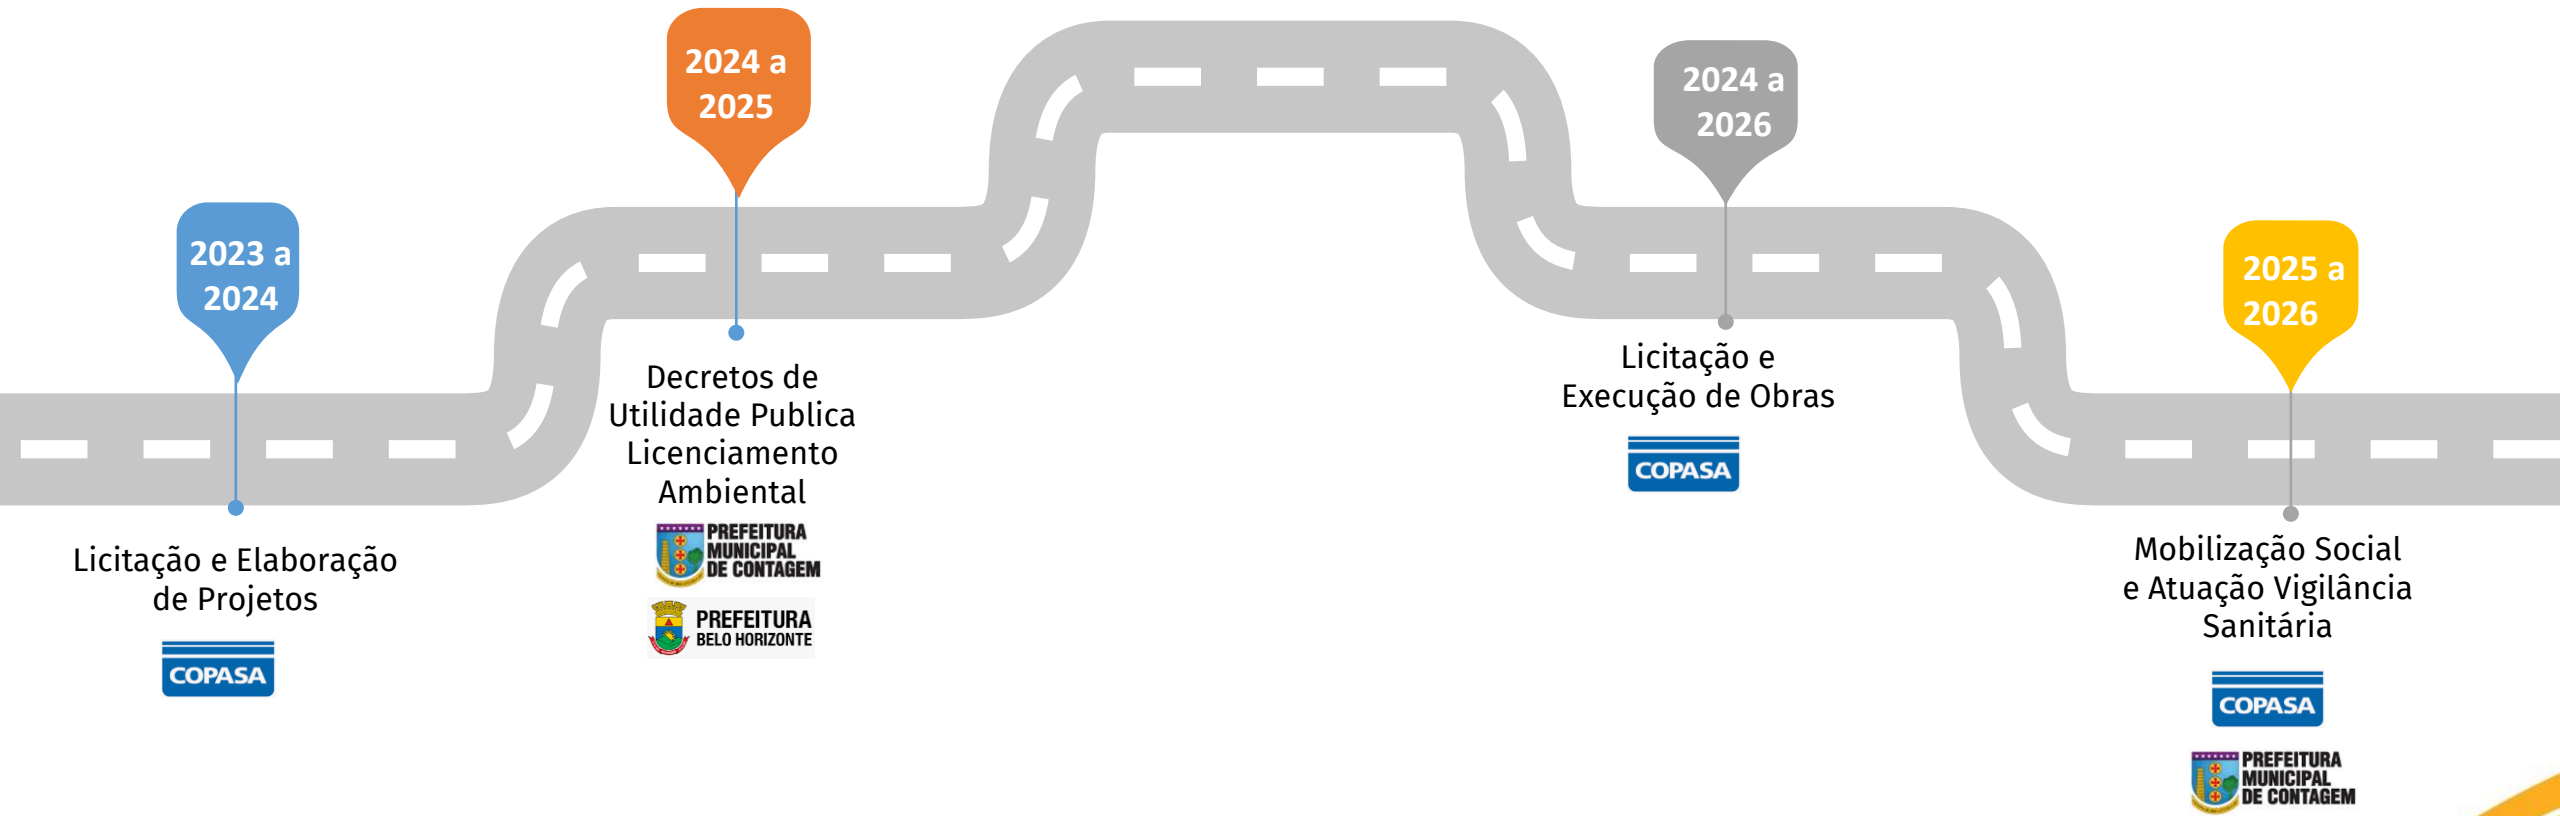 2023 a
2024
Licitação e Elaboração
de Projetos
COPASA
2024 a
2025
Decretos de
Utilidade Publica
Licenciamento
Ambiental
PREFEITURA
MUNICIPAL
DE CONTAGEM
PREFEITURA
BELO HORIZONTE
2024 a
2026
Licitação e
Execução de Obras
COPASA
2025 a
2026
Mobilização Social
e Atuação Vigilância
Sanitária
COPASA
PREFEITURA
MUNICIPAL
DE CONTAGEM